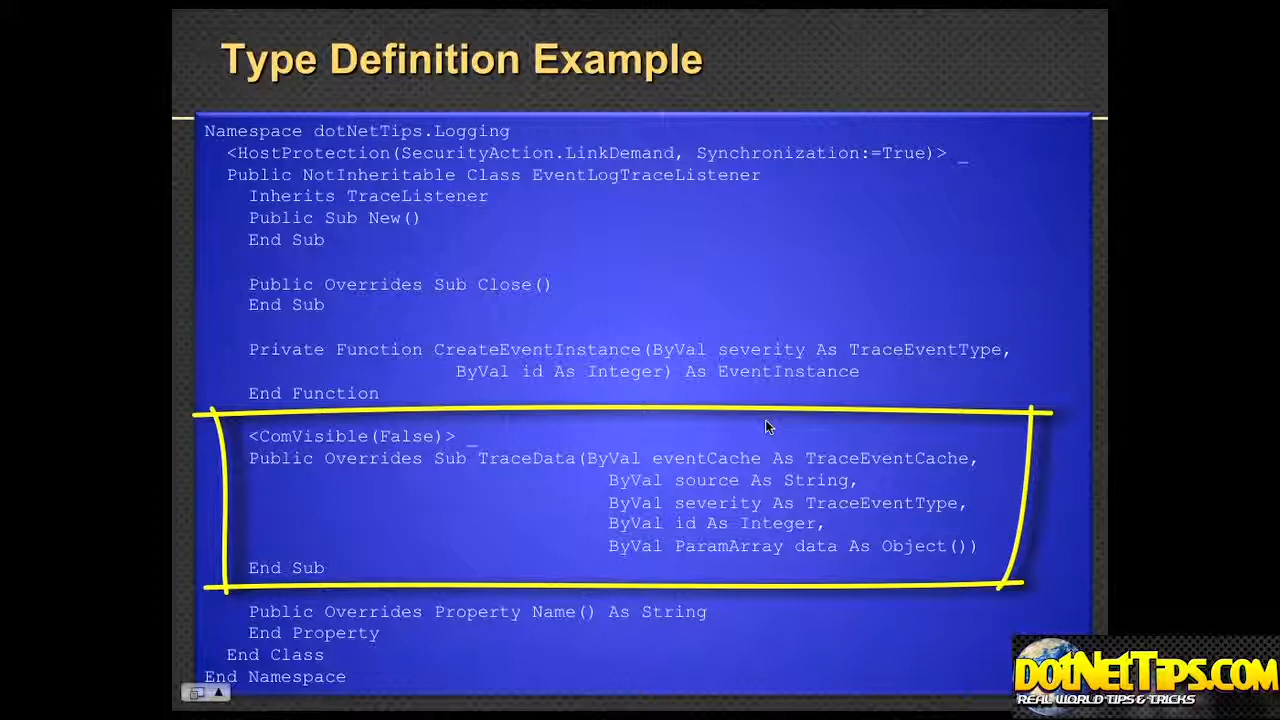 Type Definition Example
Namespace dotNetTips.Logging
<HostProtection(SecurityAction.LinkDemand, Synchronization:=True)> _
Public NotInheritable Class EventLogTraceListener
Inherits TraceListener
Public Sub New()
End Sub
Public Overrides Sub Close()
End Sub
Private Function CreateEventInstance(ByVal severity As TraceEventType,
ByVal id As Integer) As EventInstance
End Function
<ComVisible(False)> _
Public Overrides Sub TraceData(ByVal eventCache As TraceEventCache,
ByVal source As String,
ByVal severity As TraceEventType,
ByVal id As Integer,
ByVal ParamArray data As Object())
End Sub
Public Overrides Property Name() As String
End Property
End Class
End Namespace
DOTNETTIPS.COM
REAL WORLD TIPS & TRICKS